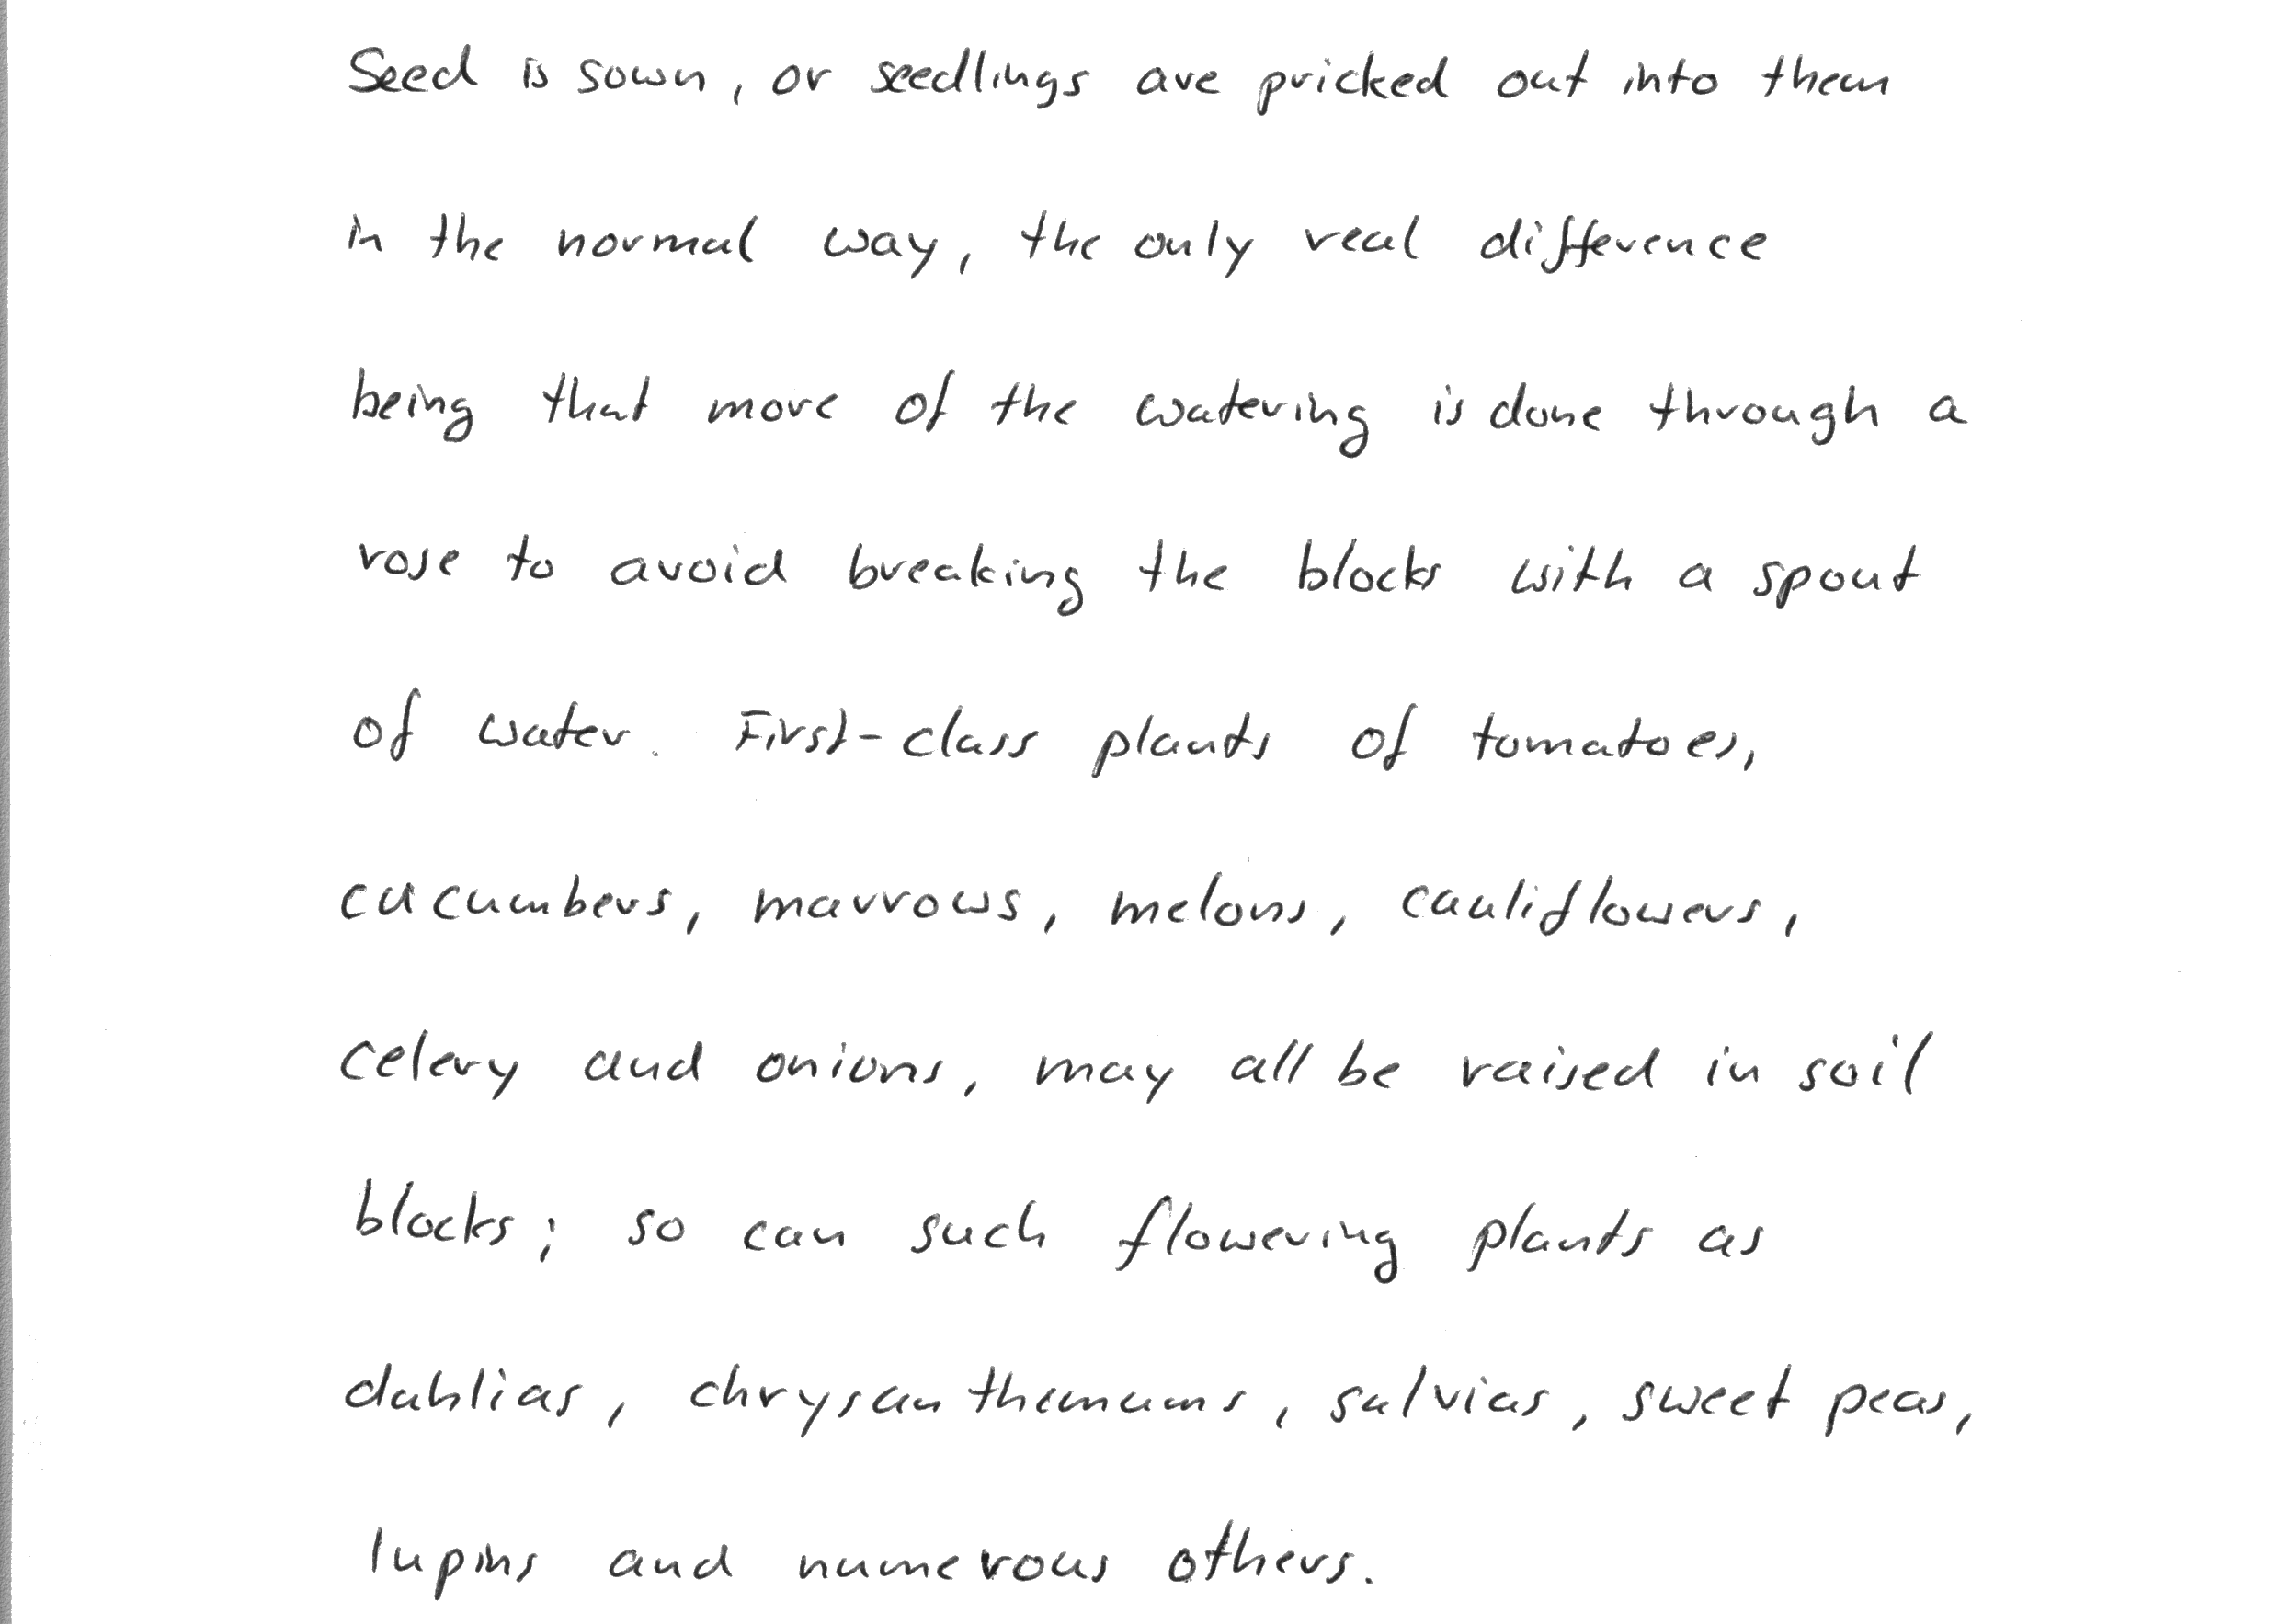 Seed is sown, or seedlings are pricked out into them
in the normal way, the only real difference
being that more of the watering is done through a
rose to avoid breaking the blocks with a spout
of water. First-class plants of tomatoes,
cucumbers, marrows, melons, cauliflowers,
celery and onions, may all be raised in soil
blocks; so can such flowering plants as
dahlias, chrysanthemums, salvias, sweet peas,
lupins and numerous others.